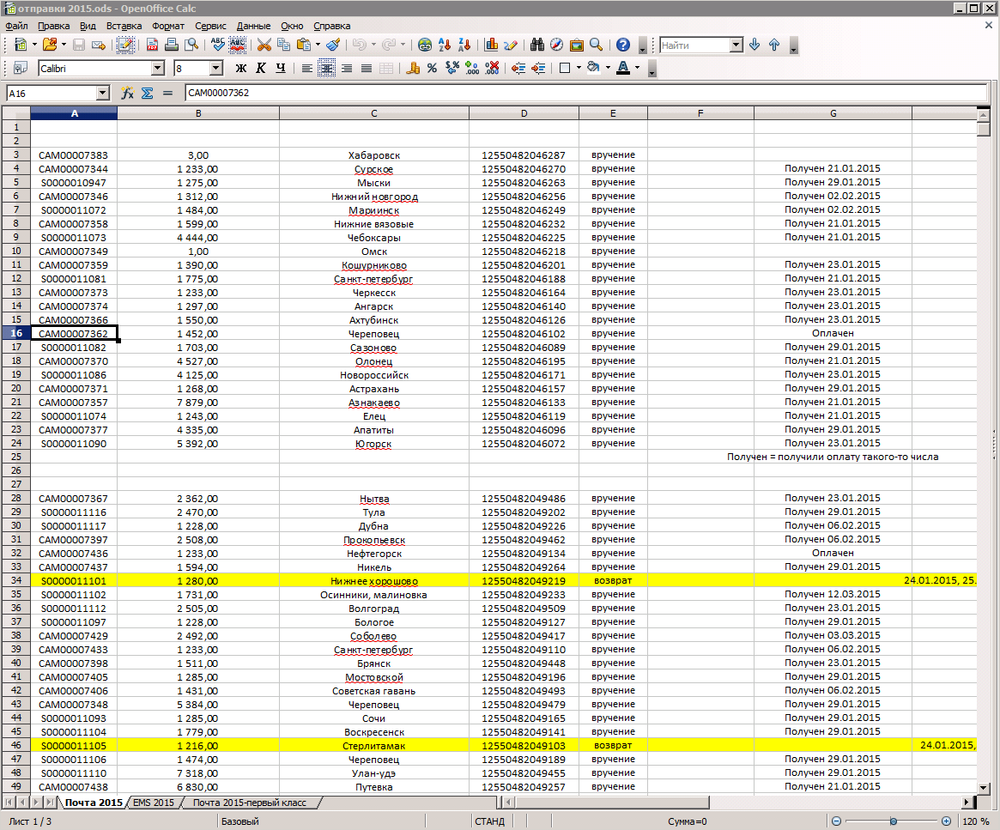 отправки 2015.ods - OpenOffice Calc
Файл Правка Вид Вставка Формат Сервис Данные Окно Справка
Найти
Calibri 8 Ж К Ч
A16 CAM00007362
A B C D E F G
1
2
3 CAM00007383 3,00 Хабаровск 12550482046287 вручение
4 CAM00007344 1 233,00 Сурское 12550482046270 вручение Получен 21.01.2015
5 S0000010947 1 275,00 Мыски 12550482046263 вручение Получен 29.01.2015
6 CAM00007346 1 312,00 Нижний новгород 12550482046256 вручение Получен 02.02.2015
7 S0000011072 1 484,00 Мариинск 12550482046249 вручение Получен 02.02.2015
8 CAM00007358 1 599,00 Нижние вязовые 12550482046232 вручение Получен 21.01.2015
9 S0000011073 4 444,00 Чебоксары 12550482046225 вручение Получен 21.01.2015
10 CAM00007349 1,00 Омск 12550482046218 вручение
11 CAM00007359 1 390,00 Кошурниково 12550482046201 вручение Получен 23.01.2015
12 S0000011081 1 775,00 Санкт-петербург 12550482046188 вручение Получен 21.01.2015
13 CAM00007373 1 233,00 Черкесск 12550482046164 вручение Получен 23.01.2015
14 CAM00007374 1 297,00 Ангарск 12550482046140 вручение Получен 23.01.2015
15 CAM00007366 1 550,00 Ахтубинск 12550482046126 вручение Получен 23.01.2015
16 CAM00007362 1 452,00 Череповец 12550482046102 вручение Оплачен
17 S0000011082 1 703,00 Сазоново 12550482046089 вручение Получен 29.01.2015
18 CAM00007370 4 527,00 Олонец 12550482046195 вручение Получен 21.01.2015
19 S0000011086 4 125,00 Новороссийск 12550482046171 вручение Получен 23.01.2015
20 CAM00007371 1 268,00 Астрахань 12550482046157 вручение Получен 29.01.2015
21 CAM00007357 7 879,00 Азнакаево 12550482046133 вручение Получен 21.01.2015
22 S0000011074 1 243,00 Елец 12550482046119 вручение Получен 21.01.2015
23 CAM00007377 4 335,00 Апатиты 12550482046096 вручение Получен 29.01.2015
24 S0000011090 5 392,00 Югорск 12550482046072 вручение Получен 23.01.2015
25 Получен = получили оплату такого-то числа
26
27
28 CAM00007367 2 362,00 Нытва 12550482049486 вручение Получен 23.01.2015
29 S0000011116 2 470,00 Тула 12550482049202 вручение Получен 29.01.2015
30 S0000011117 1 228,00 Дубна 12550482049226 вручение Получен 06.02.2015
31 CAM00007397 2 508,00 Прокопьевск 12550482049462 вручение Получен 06.02.2015
32 CAM00007436 1 233,00 Нефтегорск 12550482049134 вручение Оплачен
33 CAM00007437 1 594,00 Никель 12550482049264 вручение Получен 29.01.2015
34 S0000011101 1 280,00 Нижнее хорошово 12550482049219 возврат 24.01.2015, 25.
35 S0000011102 1 731,00 Осинники, малиновка 12550482049233 вручение Получен 12.03.2015
36 S0000011112 2 505,00 Волгоград 12550482049509 вручение Получен 23.01.2015
37 S0000011097 1 228,00 Бологое 12550482049127 вручение Получен 29.01.2015
38 CAM00007429 2 492,00 Соболево 12550482049417 вручение Получен 03.03.2015
39 CAM00007433 1 233,00 Санкт-петербург 12550482049110 вручение Получен 06.02.2015
40 CAM00007398 1 511,00 Брянск 12550482049448 вручение Получен 23.01.2015
41 CAM00007405 1 285,00 Мостовской 12550482049196 вручение Получен 29.01.2015
42 CAM00007406 1 431,00 Советская гавань 12550482049493 вручение Получен 06.02.2015
43 CAM00007348 5 384,00 Череповец 12550482049479 вручение Получен 29.01.2015
44 S0000011093 1 285,00 Сочи 12550482049165 вручение Получен 29.01.2015
45 S0000011104 1 779,00 Воскресенск 12550482049141 вручение Получен 29.01.2015
46 S0000011105 1 216,00 Стерлитамак 12550482049103 возврат 24.01.2015,
47 S0000011106 1 474,00 Череповец 12550482049189 вручение Получен 29.01.2015
48 S0000011110 7 318,00 Улан-удэ 12550482049455 вручение Получен 29.01.2015
49 CAM00007438 6 830,00 Путевка 12550482049257 вручение Получен 21.01.2015
Почта 2015 EMS 2015 Почта 2015-первый класс
Лист 1 / 3 Базовый СТАНД Сумма=0 120 %